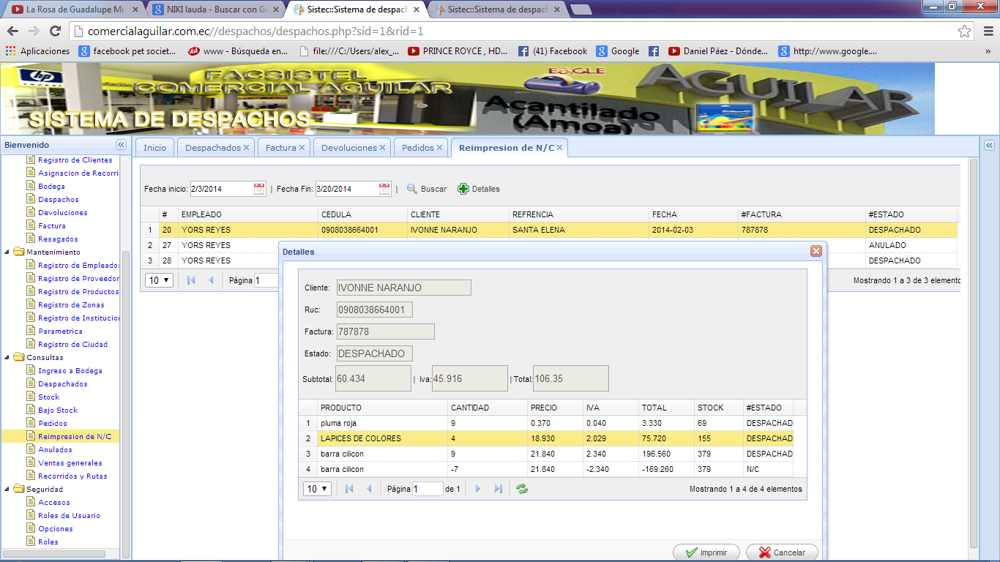 La Rosa de Guadalupe Mi
NIKI lauda - Buscar con G
Sistec::Sistema de despach
Sistec::Sistema de despach
comercialaguilar.com.ec//despachos/despachos.php?sid=1&rid=1
Aplicaciones
facebook pet societ...
Ask www - Búsqueda en...
file:///C:/Users/alex_...
PRINCE ROYCE , HD...
(41) Facebook
Google
Daniel Páez - Dónde...
http://www.google....
»
hp
FACSISTEL
COMERCIAL AGUILAR
SISTEMA DE DESPACHOS
EAGLE
Acantilado
(Amoa)
AGUILAR
Bienvenido
Inicio
Despachados
Factura
Devoluciones
Pedidos
Reimpresion de N/C
Registro de Clientes
Asignacion de Recorri
Bodega
Despachos
Devoluciones
Factura
Resagados
Mantenimiento
Registro de Empleados
Registro de Proveedor
Registro de Productos
Registro de Zonas
Registro de Institucion
Parametrica
Registro de Ciudad
Consultas
Ingreso a Bodega
Despachados
Stock
Bajo Stock
Pedidos
Reimpresion de N/C
Anulados
Ventas generales
Recorridos y Rutas
Seguridad
Accesos
Roles de Usuario
Opciones
Roles
Fecha inicio: 2/3/2014 | Fecha Fin: 3/20/2014 | Buscar Detalles
# EMPLEADO CEDULA CLIENTE REFRENCIA FECHA #FACTURA #ESTADO
1 20 YORS REYES 0908038664001 IVONNE NARANJO SANTA ELENA 2014-02-03 787878 DESPACHADO
2 27 YORS REYES ANULADO
3 28 YORS REYES DESPACHADO
10 Página 1 Mostrando 1 a 3 de 3 elemento
Detalles
Cliente: IVONNE NARANJO
Ruc: 0908038664001
Factura: 787878
Estado: DESPACHADO
Subtotal: 60.434 | Iva: 45.916 | Total: 106.35
PRODUCTO CANTIDAD PRECIO IVA TOTAL STOCK #ESTADO
1 pluma roja 9 0.370 0.040 3.330 69 DESPACHAD
2 LAPICES DE COLORES 4 18.930 2.029 75.720 155 DESPACHAD
3 barra cilicon 9 21.840 2.340 196.560 379 DESPACHAD
4 barra cilicon -7 21.840 -2.340 -169.260 379 N/C
10 Página 1 de 1 Mostrando 1 a 4 de 4 elementos
Imprimir Cancelar